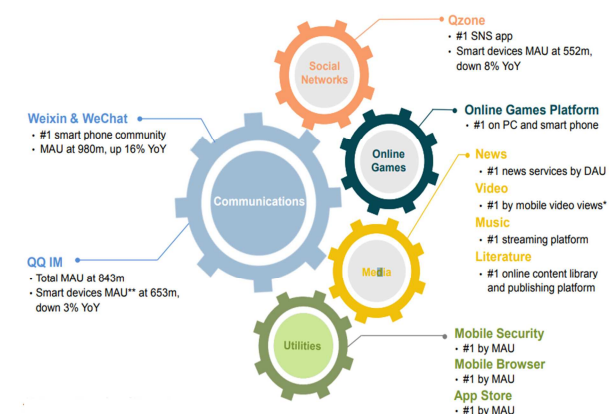 Qzone
• #1 SNS app
• Smart devices MAU at 552m,
down 8% YoY
Social
Networks
Weixin & WeChat
• #1 smart phone community
• MAU at 980m, up 16% YoY
Online Games Platform
• #1 on PC and smart phone
Online
Games
Communications
News
• #1 news services by DAU
Video
• #1 by mobile video views*
Music
• #1 streaming platform
Literature
• #1 online content library
and publishing platform
Media
QQ IM
- Total MAU at 843m
• Smart devices MAU** at 653m,
down 3% YoY
Utilities
Mobile Security
• #1 by MAU
Mobile Browser
• #1 by MAU
App Store
• #1 by MAU